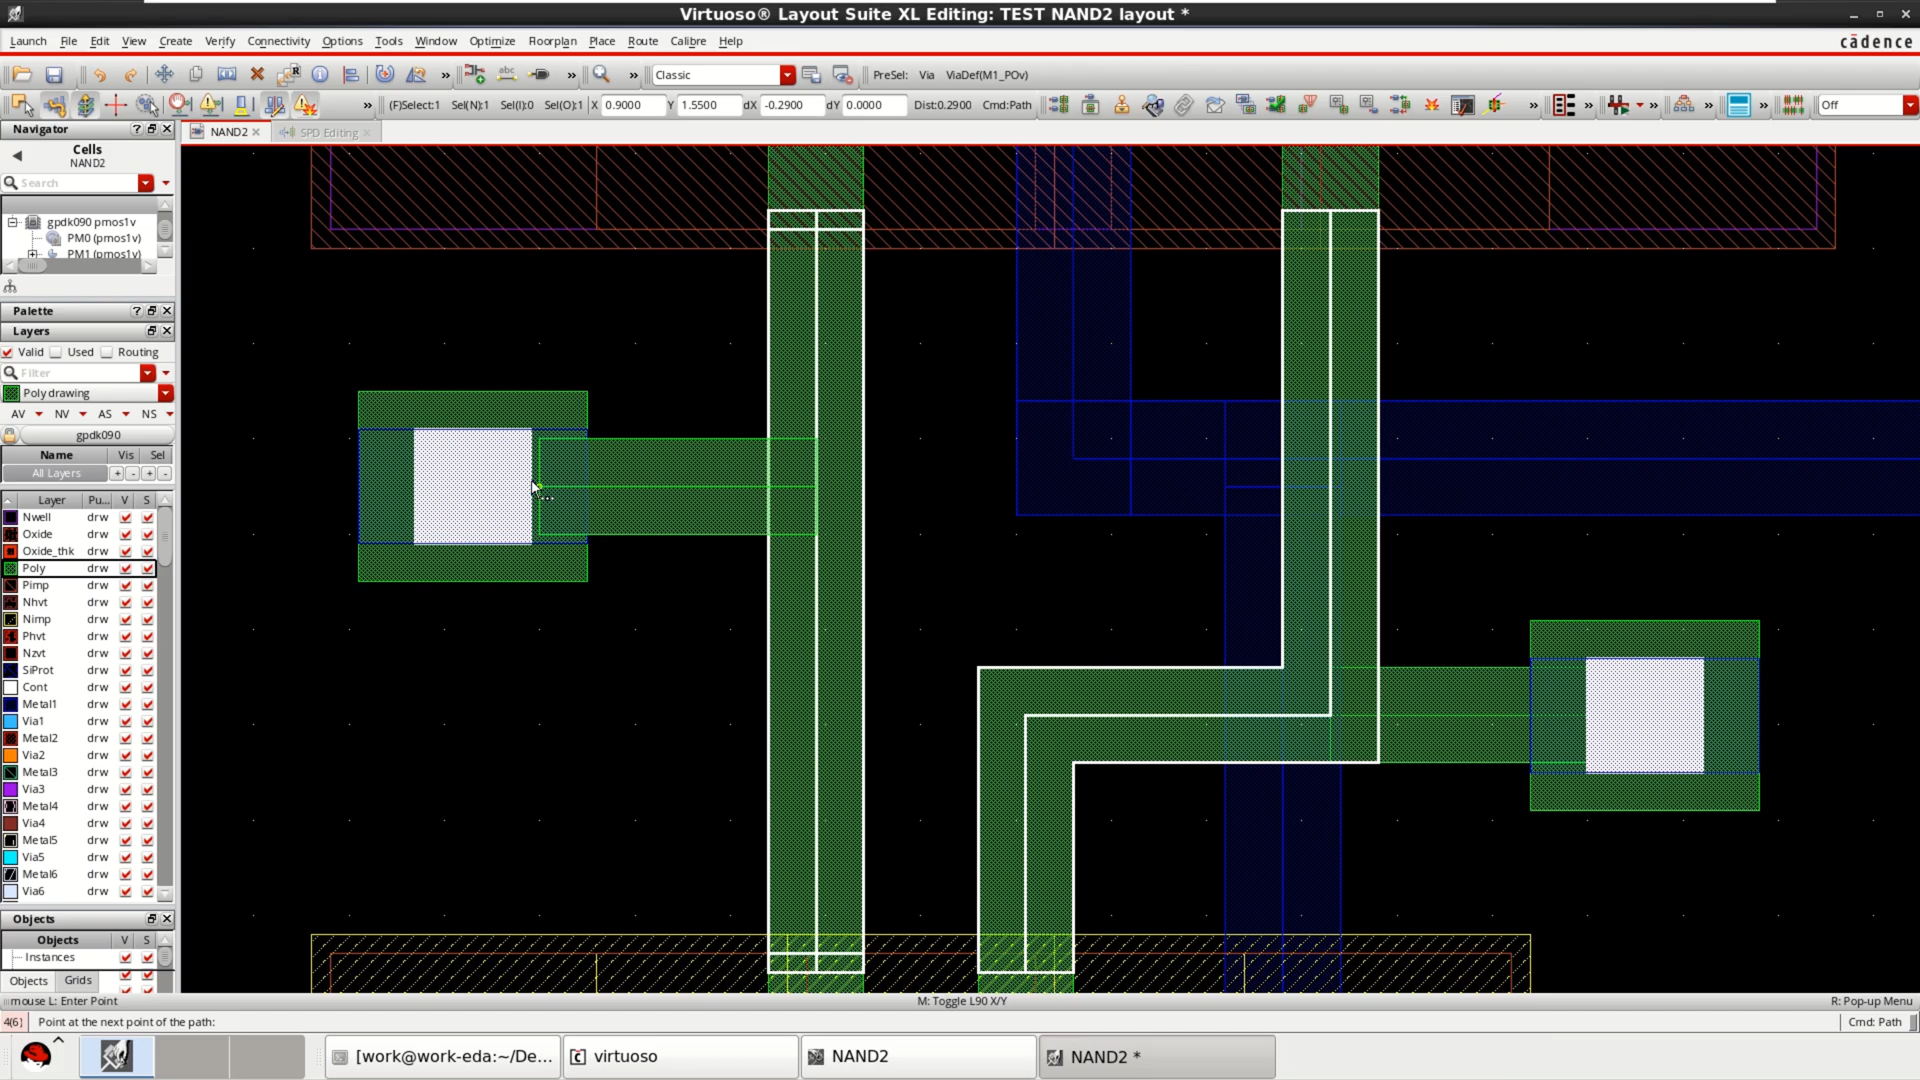 Virtuoso® Layout Suite XL Editing: TEST NAND2 layout *
Launch File Edit View Create Verify Connectivity Options Tools Window Optimize Floorplan Place Route Calibre Help
cādence
» abc » » Classic PreSel: Via ViaDef(M1_POv)
» (F)Select:1 Sel(N):1 Sel(I):0 Sel(O):1 X 0.9000 Y 1.5500 dX -0.2900 dY 0.0000 Dist:0.2900 Cmd:Path » » » » » Off
Navigator ? NAND2 SPD Editing
Cells
NAND2
Search
gpdk090 pmos1v
PM0 (pmos1v)
PM1 (pmos1v)
Palette ?
Layers
Valid Used Routing
Filter
Poly drawing
AV NV AS NS
gpdk090
Name Vis Sel
All Layers + - + -
Layer Pu... V S
Nwell drw
Oxide drw
Oxide_thk drw
Poly drw
Pimp drw
Nhvt drw
Nimp drw
Phvt drw
Nzvt drw
SiProt drw
Cont drw
Metal1 drw
Via1 drw
Metal2 drw
Via2 drw
Metal3 drw
Via3 drw
Metal4 drw
Via4 drw
Metal5 drw
Via5 drw
Metal6 drw
Via6 drw
Objects
Objects V S
Instances
Objects Grids
mouse L: Enter Point M: Toggle L90 X/Y R: Pop-up Menu
4(6) Point at the next point of the path: Cmd: Path
[work@work-eda:~/De... virtuoso NAND2 NAND2 *